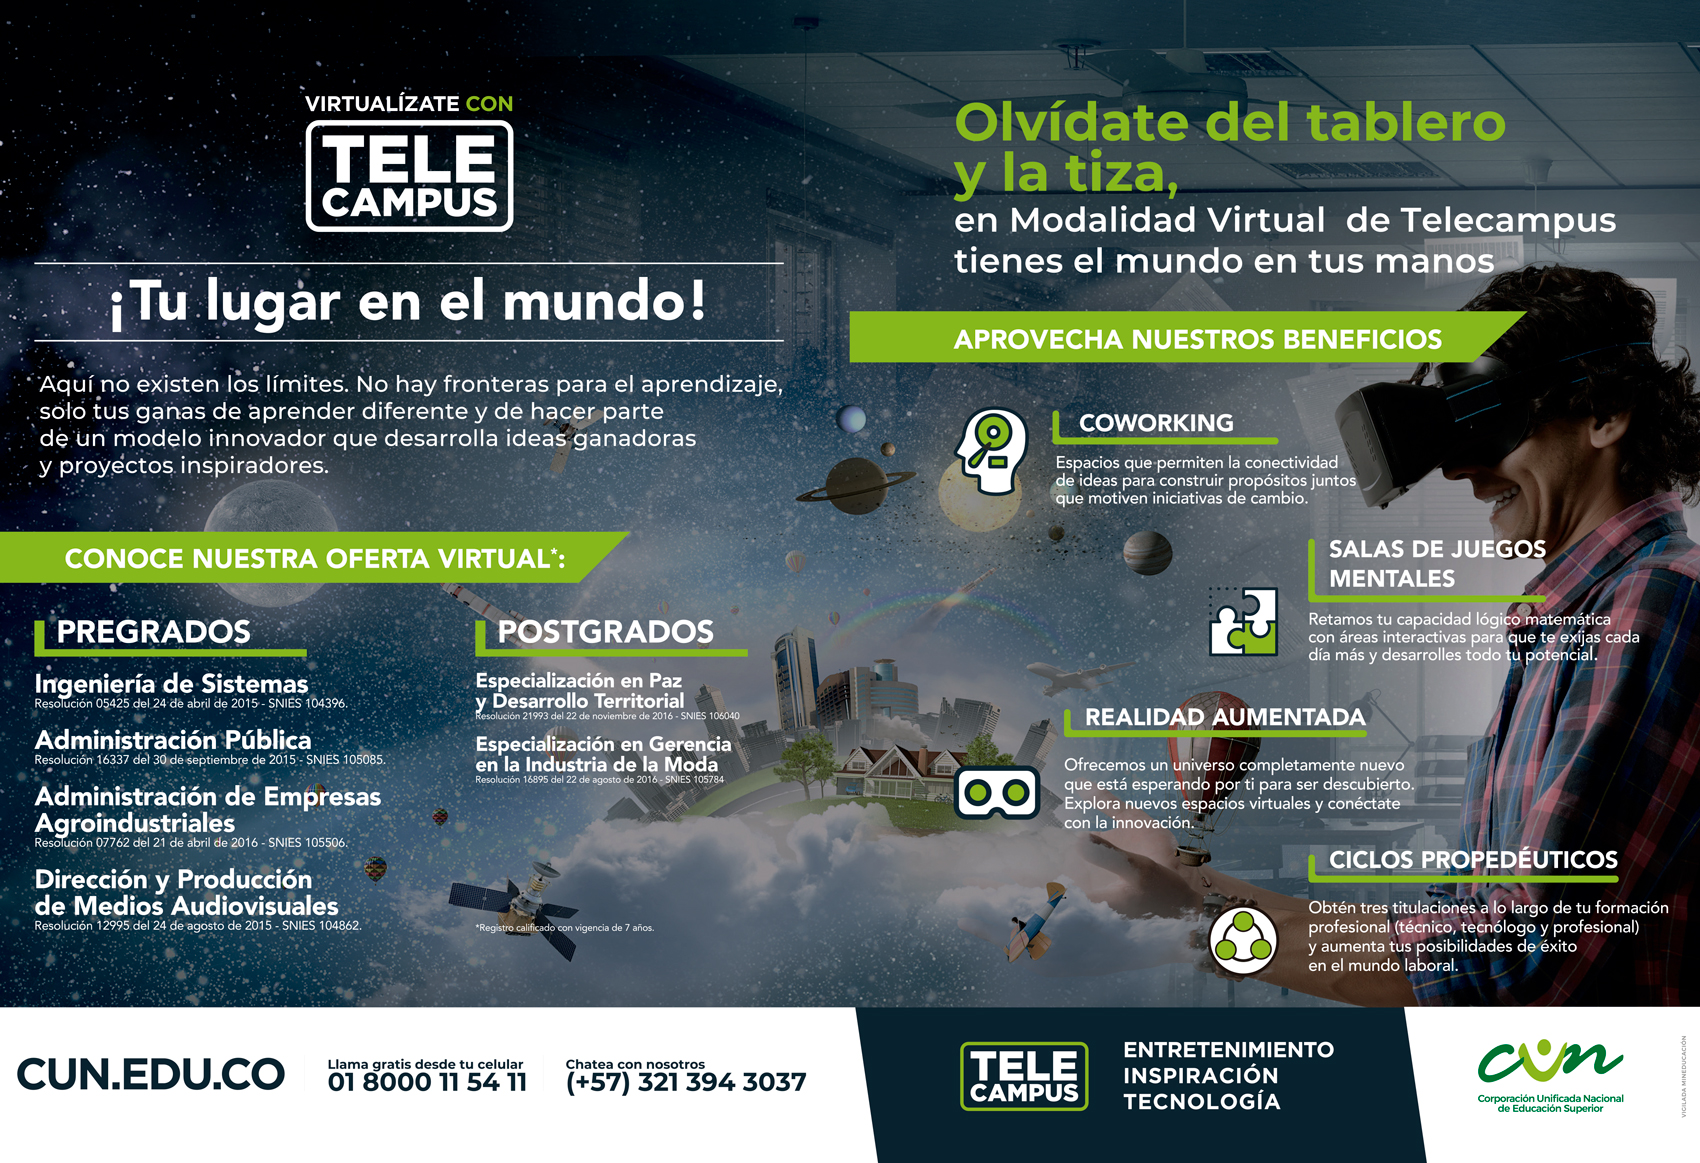 VIRTUALÍZATE CON
TELE
CAMPUS
¡Tu lugar en el mundo!
Aquí no existen los límites. No hay fronteras para el aprendizaje,
solo tus ganas de aprender diferente y de hacer parte
de un modelo innovador que desarrolla ideas ganadoras
y proyectos inspiradores.
CONOCE NUESTRA OFERTA VIRTUAL*:
PREGRADOS
Ingeniería de Sistemas
Resolución 05425 del 24 de abril de 2015 - SNIES 104396.
Administración Pública
Resolución 16337 del 30 de septiembre de 2015 - SNIES 105085.
Administración de Empresas
Agroindustriales
Resolución 07762 del 21 de abril de 2016 - SNIES 105506.
Dirección y Producción
de Medios Audiovisuales
Resolución 12995 del 24 de agosto de 2015 - SNIES 104862.
POSTGRADOS
Especialización en Paz
y Desarrollo Territorial
Resolución 21993 del 22 de noviembre de 2016 - SNIES 106040
Especialización en Gerencia
en la Industria de la Moda
Resolución 16895 del 22 de agosto de 2016 - SNIES 105784
*Registro calificado con vigencia de 7 años.
Olvídate del tablero
y la tiza,
en Modalidad Virtual de Telecampus
tienes el mundo en tus manos
APROVECHA NUESTROS BENEFICIOS
COWORKING
Espacios que permiten la conectividad
de ideas para construir propósitos juntos
que motiven iniciativas de cambio.
SALAS DE JUEGOS
MENTALES
Retamos tu capacidad lógico matemática
con áreas interactivas para que te exijas cada
día más y desarrolles todo tu potencial.
REALIDAD AUMENTADA
Ofrecemos un universo completamente nuevo
que está esperando por ti para ser descubierto.
Explora nuevos espacios virtuales y conéctate
con la innovación.
CICLOS PROPEDÉUTICOS
Obtén tres titulaciones a lo largo de tu formación
profesional (técnico, tecnólogo y profesional)
y aumenta tus posibilidades de éxito
en el mundo laboral.
CUN.EDU.CO
Llama gratis desde tu celular
01 8000 11 54 11
Chatea con nosotros
(+57) 321 394 3037
TELE
CAMPUS
ENTRETENIMIENTO
INSPIRACIÓN
TECNOLOGÍA
cun
Corporación Unificada Nacional
de Educación Superior
VIGILADA MINEDUCACIÓN